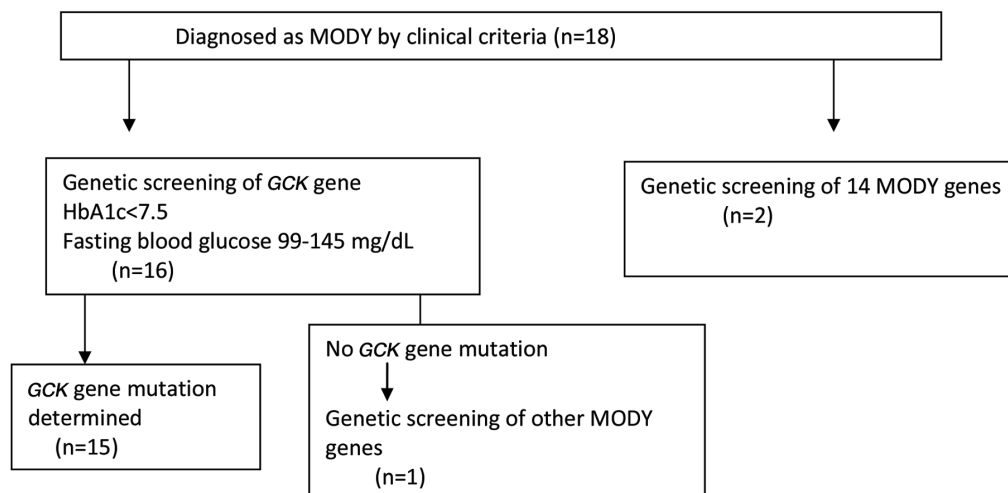 Diagnosed as MODY by clinical criteria (n=18)
Genetic screening of GCK gene
HbA1c<7.5
Fasting blood glucose 99-145 mg/dL
(n=16)
Genetic screening of 14 MODY genes
(n=2)
GCK gene mutation
determined
(n=15)
No GCK gene mutation
Genetic screening of other MODY
genes
(n=1)